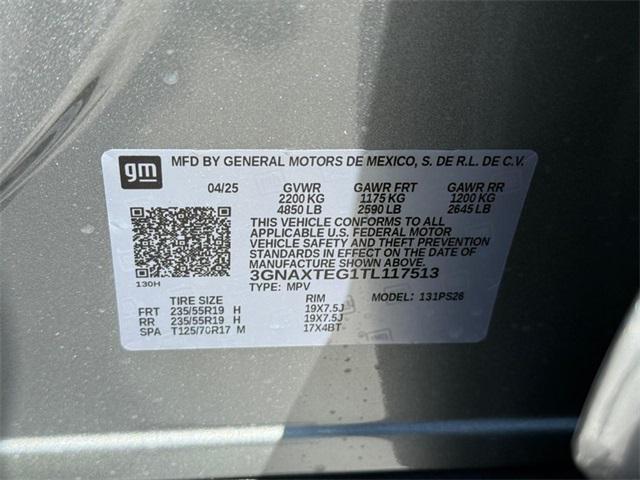 gm MFD BY GENERAL MOTORS DE MEXICO, S. DE R.L. DE C.V.
04/25 GVWR GAWR FRT GAWR RR
2200 KG 1175 KG 1200 KG
4850 LB 2590 LB 2645 LB
THIS VEHICLE CONFORMS TO ALL
APPLICABLE U.S. FEDERAL MOTOR
VEHICLE SAFETY AND THEFT PREVENTION
STANDARDS IN EFFECT ON THE DATE OF
MANUFACTURE SHOWN ABOVE.
3GNAXTEG1TL117513
130H
TYPE: MPV MODEL: 131PS26
TIRE SIZE RIM
FRT 235/55R19 H 19X7.5J
RR 235/55R19 H 19X7.5J
SPA T125/70R17 M 17X4BT